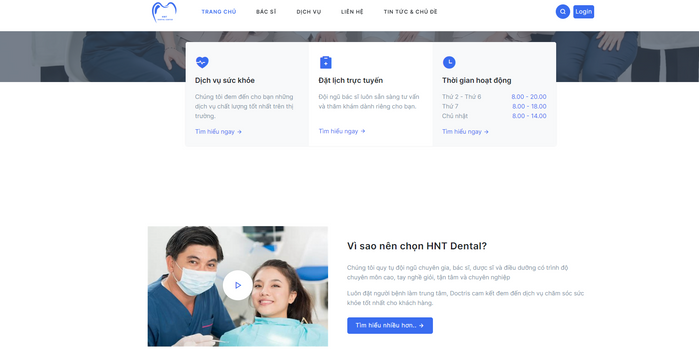 TRANG CHỦ
BÁC SĨ
DỊCH VỤ
LIÊN HỆ
TIN TỨC & CHỦ ĐỀ
Login
Dịch vụ sức khỏe
Chúng tôi đem đến cho bạn những
dịch vụ chất lượng tốt nhất trên thị
trường.
Tìm hiểu ngay →
Đặt lịch trực tuyến
Đội ngũ bác sĩ luôn sẵn sàng tư vấn
và thăm khám dành riêng cho bạn.
Tìm hiểu ngay →
Thời gian hoạt động
Thứ 2 - Thứ 6 8.00 - 20.00
Thứ 7 8.00 - 18.00
Chủ nhật 8.00 - 14.00
Tìm hiểu ngay →
Vì sao nên chọn HNT Dental?
Chúng tôi quy tụ đội ngũ chuyên gia, bác sĩ, dược sĩ và điều dưỡng có trình độ
chuyên môn cao, tay nghề giỏi, tận tâm và chuyên nghiệp
Luôn đặt người bệnh làm trung tâm, Doctris cam kết đem đến dịch vụ chăm sóc sức
khỏe tốt nhất cho khách hàng.
Tìm hiểu nhiều hơn.. →